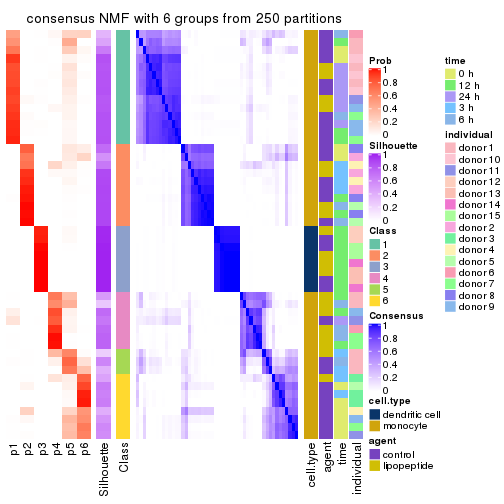 consensus NMF with 6 groups from 250 partitions
p1
p2
p3
p4
p5
p6
Silhouette
Class
cell.type
agent
time
individual
Prob
1
0.8
0.6
0.4
0.2
0
Silhouette
1
0.8
0.6
0.4
0.2
0
Class
1
2
3
4
5
6
Consensus
1
0.8
0.6
0.4
0.2
0
cell.type
dendritic cell
monocyte
agent
control
lipopeptide
time
0 h
12 h
24 h
3 h
6 h
individual
donor 1
donor 10
donor 11
donor 12
donor 13
donor 14
donor 15
donor 2
donor 3
donor 4
donor 5
donor 6
donor 7
donor 8
donor 9